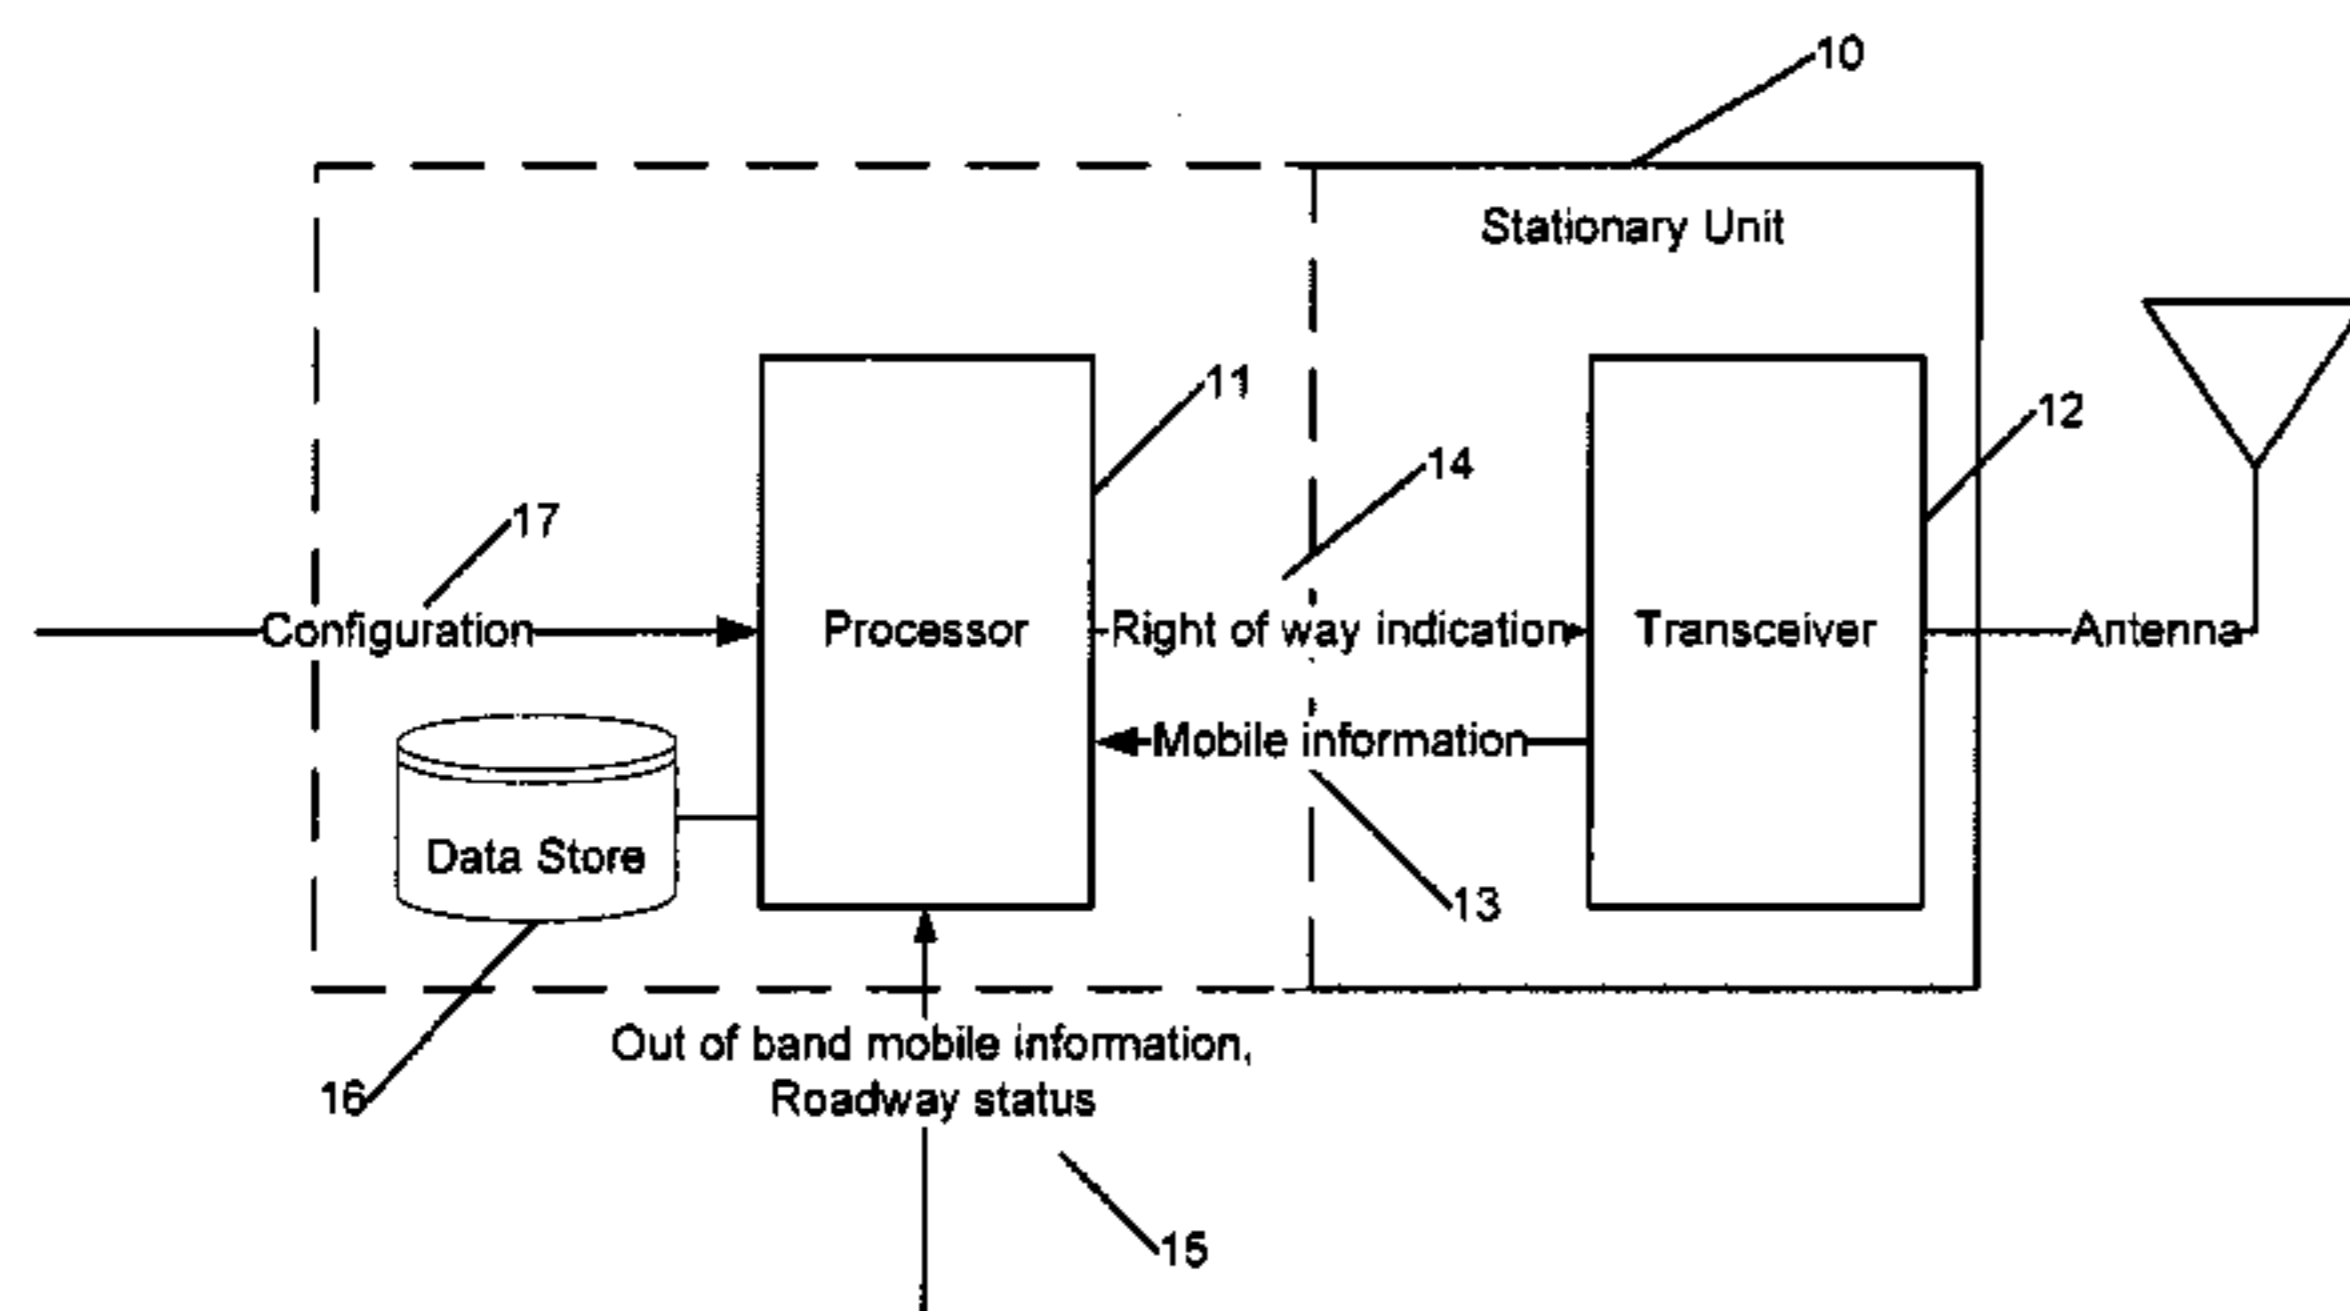 10
Stationary Unit
11
12
14
17
Configuration
Processor
Right of way indication
Transceiver
Antenna
Mobile information
Data Store
13
Out of band mobile information,
Roadway status
16
15